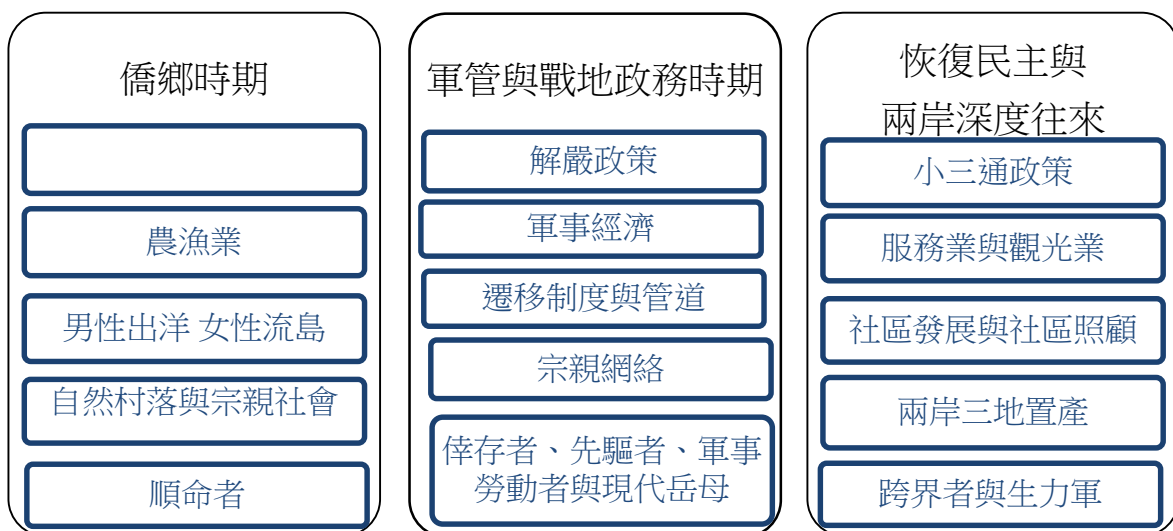 僑鄉時期
農漁業
男性出洋 女性流島
自然村落與宗親社會
順命者
軍管與戰地政務時期
解嚴政策
軍事經濟
遷移制度與管道
宗親網絡
倖存者、先驅者、軍事
勞動者與現代岳母
恢復民主與
兩岸深度往來
小三通政策
服務業與觀光業
社區發展與社區照顧
兩岸三地置產
跨界者與生力軍